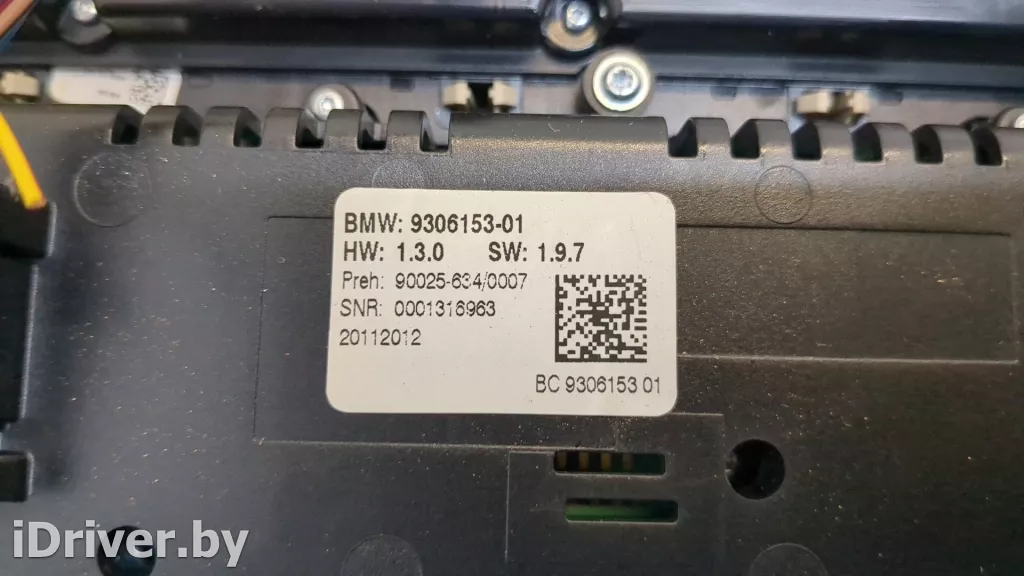 BMW: 9306153-01
HW: 1.3.0 SW: 1.9.7
Preh: 90025-634/0007
SNR: 0001316963
20112012
BC 9306153 01
iDriver.by